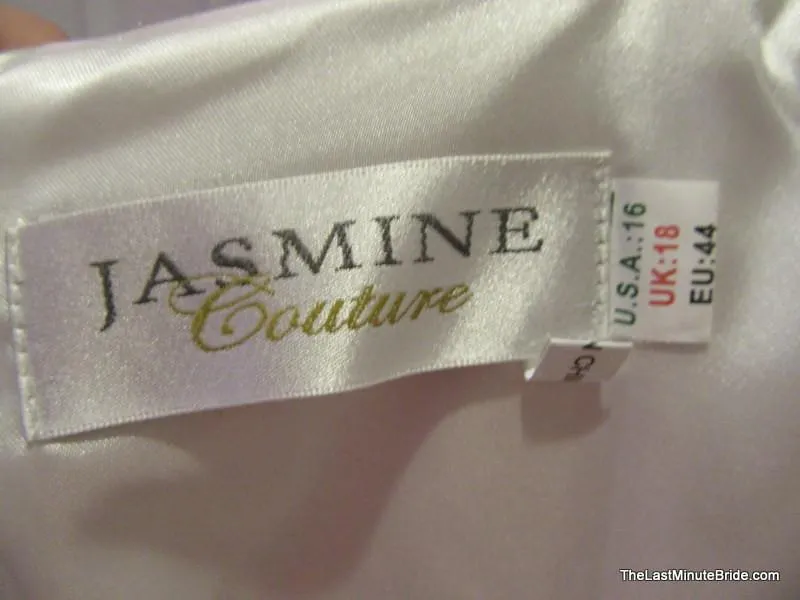 JASMINE
Couture
U.S.A.:16
UK:18
EU:44
TheLastMinuteBride.com